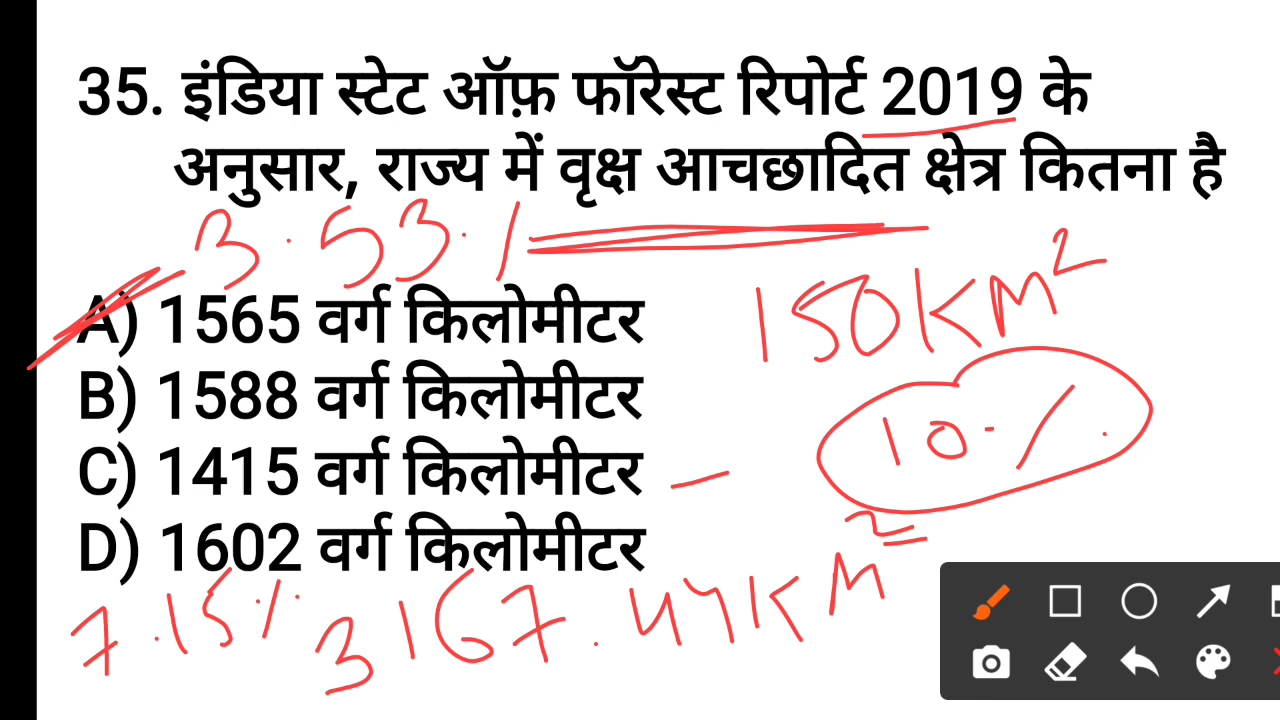 35. इंडिया स्टेट ऑफ़ फॉरेस्ट रिपोर्ट 2019 के
अनुसार, राज्य में वृक्ष आचछादित क्षेत्र कितना है
3.53%
A) 1565 वर्ग किलोमीटर
150KM²
B) 1588 वर्ग किलोमीटर
10%
C) 1415 वर्ग किलोमीटर
D) 1602 वर्ग किलोमीटर
7.15% 3167.44KM²